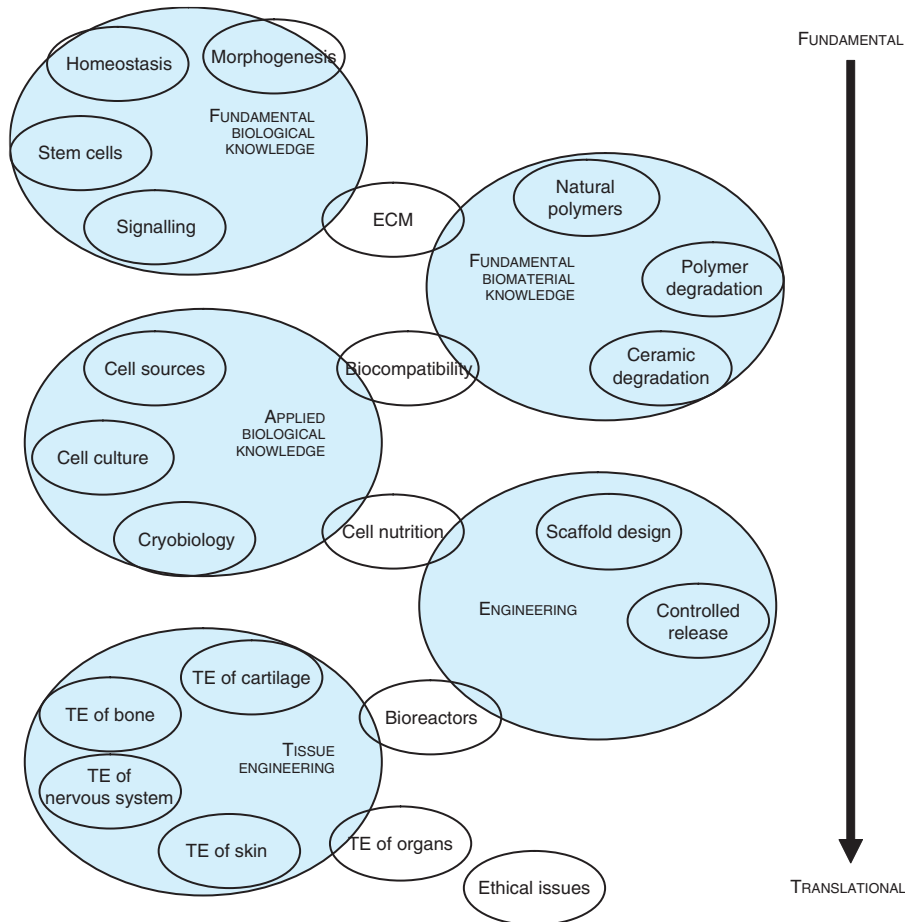 FUNDAMENTAL
Homeostasis
Morphogenesis
FUNDAMENTAL
BIOLOGICAL
KNOWLEDGE
Stem cells
Signalling
ECM
Natural
polymers
FUNDAMENTAL
BIOMATERIAL
KNOWLEDGE
Polymer
degradation
Ceramic
degradation
Cell sources
Biocompatibility
APPLIED
BIOLOGICAL
KNOWLEDGE
Cell culture
Cryobiology
Cell nutrition
Scaffold design
ENGINEERING
Controlled
release
TE of cartilage
TE of bone
Bioreactors
TISSUE
ENGINEERING
TE of
nervous system
TE of skin
TE of organs
Ethical issues
TRANSLATIONAL